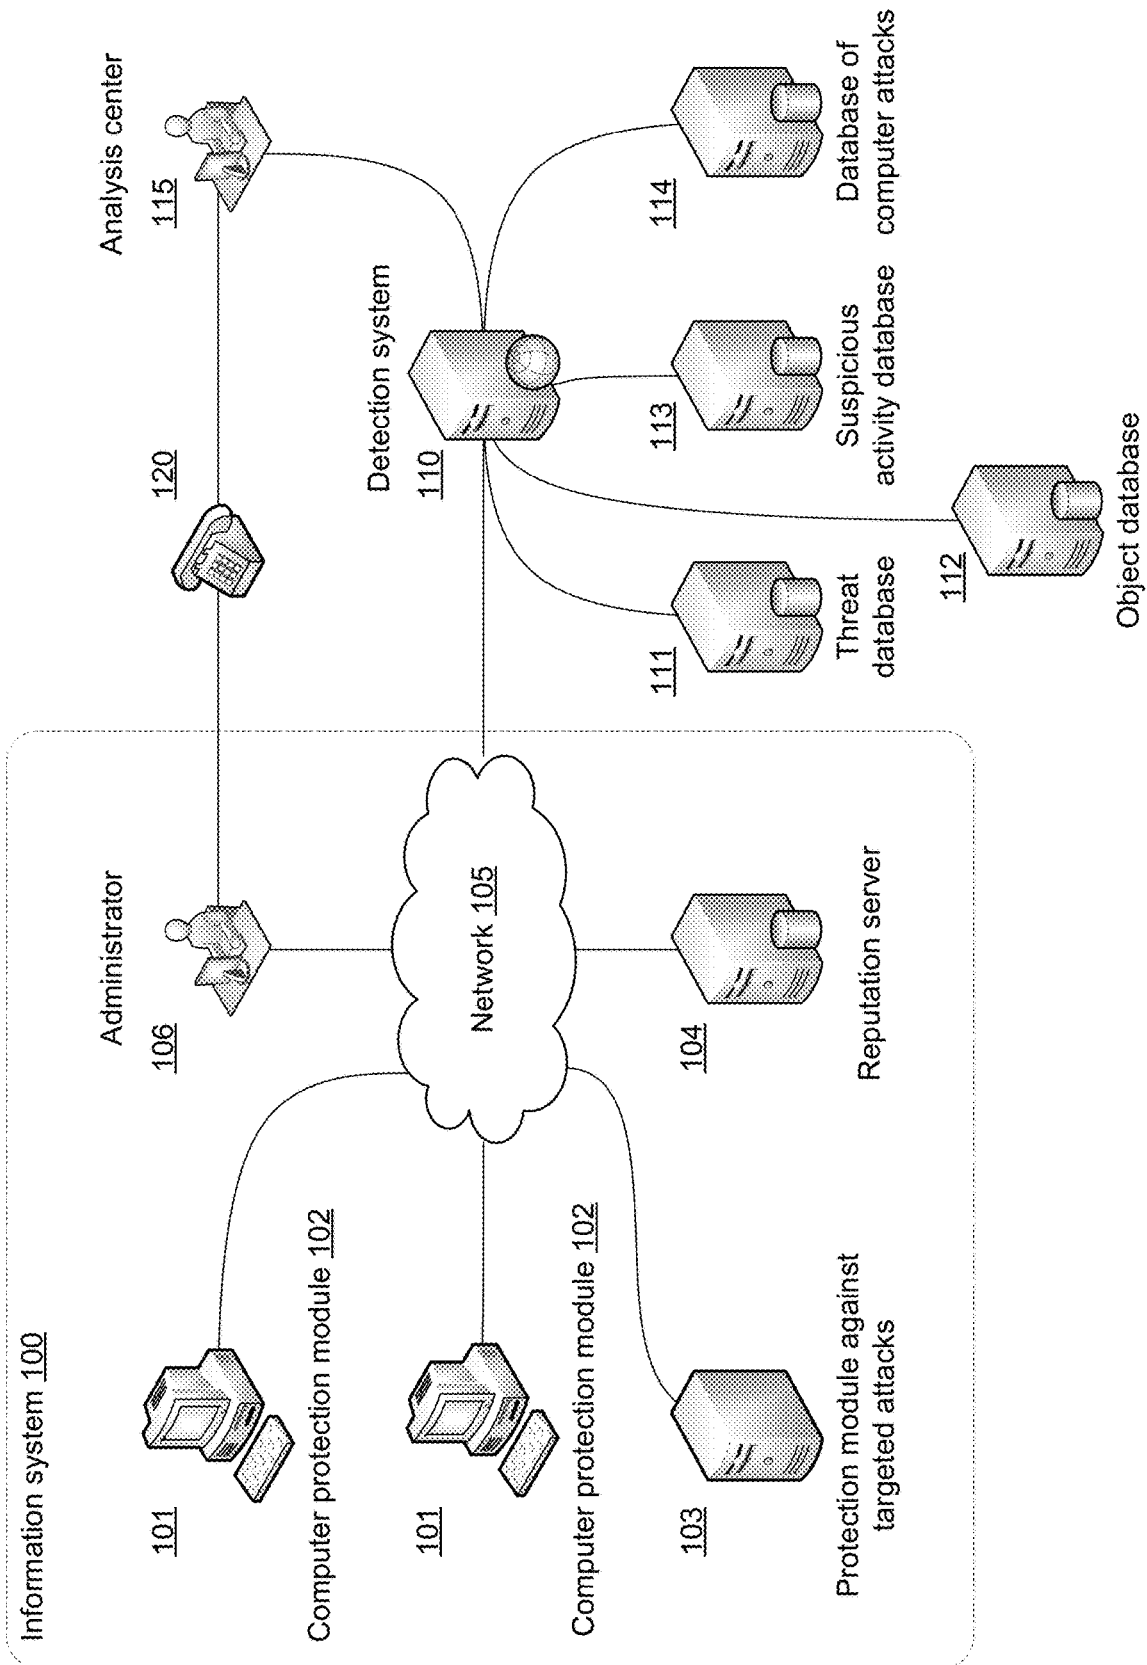 Information system 100
101
Computer protection module 102
Administrator
106
120
Analysis center
115
101
Computer protection module 102
Network 105
Detection system
110
103
Protection module against
targeted attacks
104
Reputation server
111
Threat
database
113
Suspicious
activity database
114
Database of
computer attacks
112
Object database